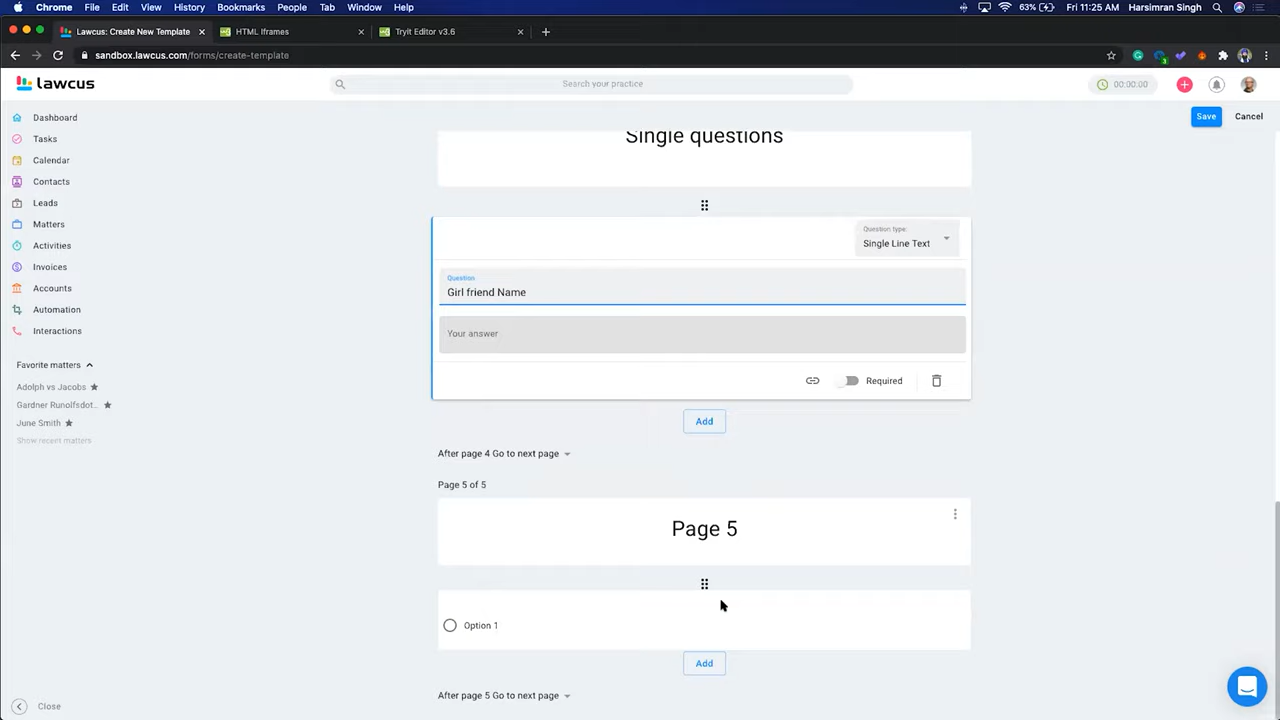 Chrome File Edit View History Bookmarks People Tab Window Help 63% Fri 11:25 AM Harsimran Singh
Lawcus: Create New Template HTML Iframes Tryit Editor v3.6
sandbox.lawcus.com/forms/create-template 3
lawcus Search your practice 00:00:00
Save Cancel
Dashboard
Tasks
Calendar
Contacts
Leads
Matters
Activities
Invoices
Accounts
Automation
Interactions
Favorite matters
Adolph vs Jacobs
Gardner Runolfsdot..
June Smith
Show recent matters
Close
Single questions
Question type:
Single Line Text
Question
Girl friend Name
Your answer
Required
Add
After page 4 Go to next page
Page 5 of 5
Page 5
Option 1
Add
After page 5 Go to next page